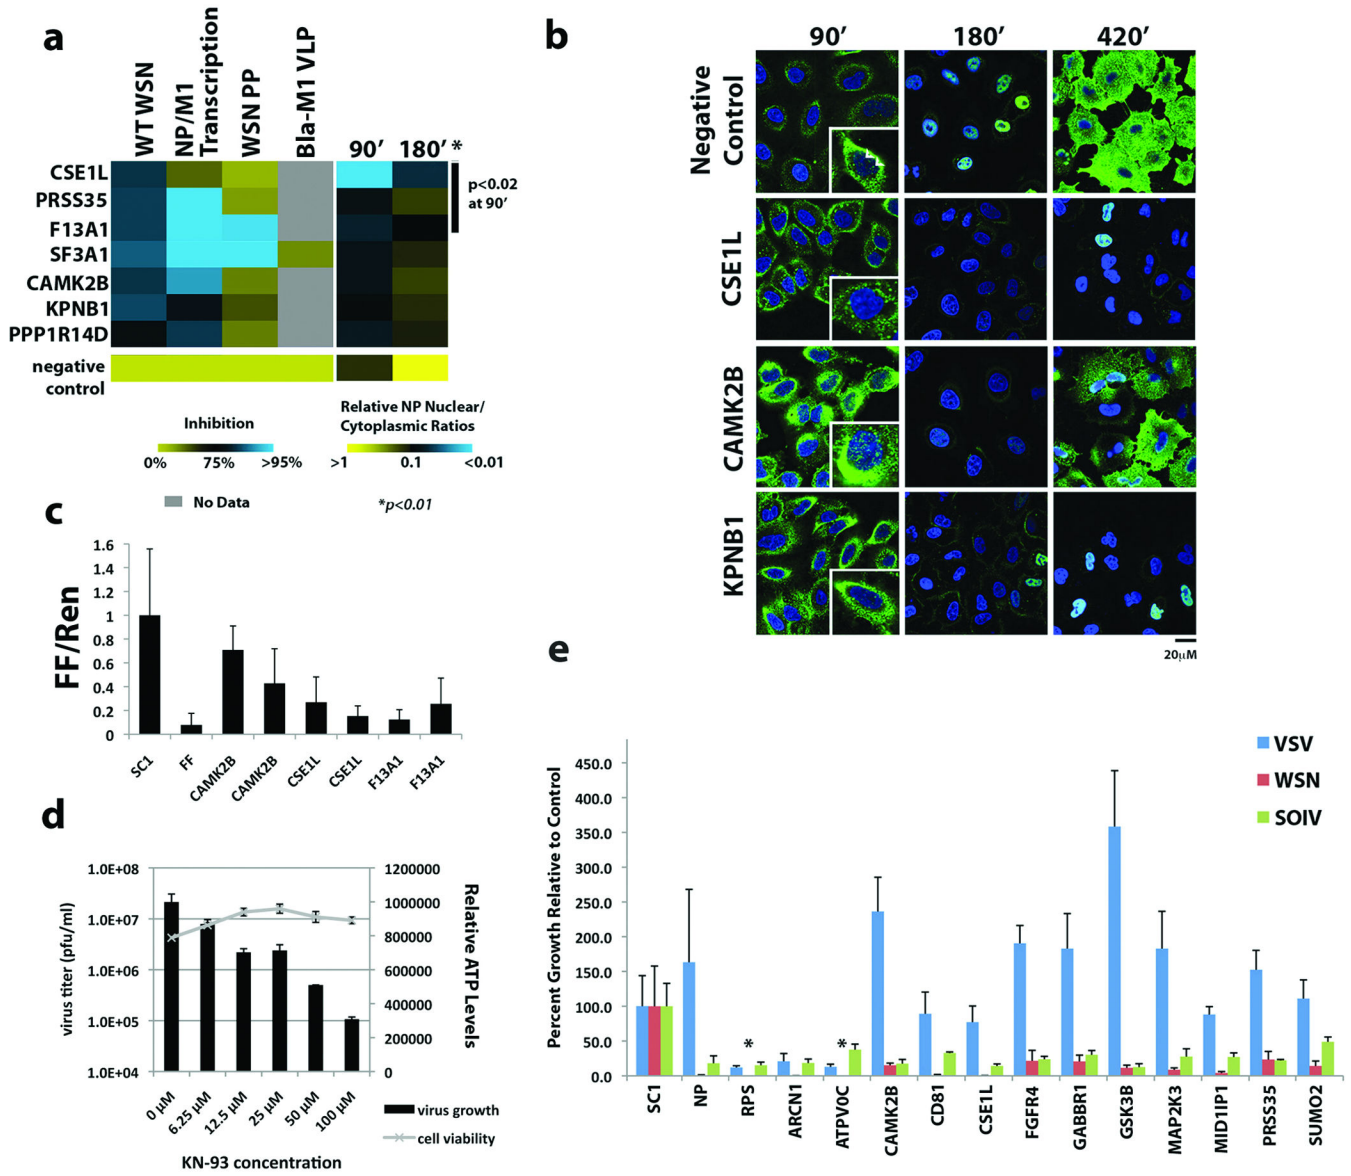 a
WT WSN
NP/M1
Transcription
WSN PP
Bla-M1 VLP
90’
180’
*
CSE1L
PRSS35
F13A1
SF3A1
CAMK2B
KPNB1
PPP1R14D
negative
control
p<0.02
at 90’
Inhibition
0%
75%
>95%
Relative NP Nuclear/
Cytoplasmic Ratios
>1
0.1
<0.01
No Data
*p<0.01
b
90’
180’
420’
Negative
Control
CSE1L
CAMK2B
KPNB1
20μM
c
FF/Ren
1.6
1.4
1.2
1
0.8
0.6
0.4
0.2
0
SC1
FF
CAMK2B
CAMK2B
CSE1L
CSE1L
F13A1
F13A1
d
virus titer (pfu/ml)
1.0E+08
1.0E+07
1.0E+06
1.0E+05
1.0E+04
1200000
1000000
800000
600000
400000
200000
0
Relative ATP Levels
0 μM
6.25 μM
12.5 μM
25 μM
50 μM
100 μM
KN-93 concentration
virus growth
cell viability
e
Percent Growth Relative to Control
450.0
400.0
350.0
300.0
250.0
200.0
150.0
100.0
50.0
0.0
*
*
VSV
WSN
SOIV
SC1
NP
RPS
ARCN1
ATPV0C
CAMK2B
CD81
CSE1L
FGFR4
GABBR1
GSK3B
MAP2K3
MID1IP1
PRSS35
SUMO2